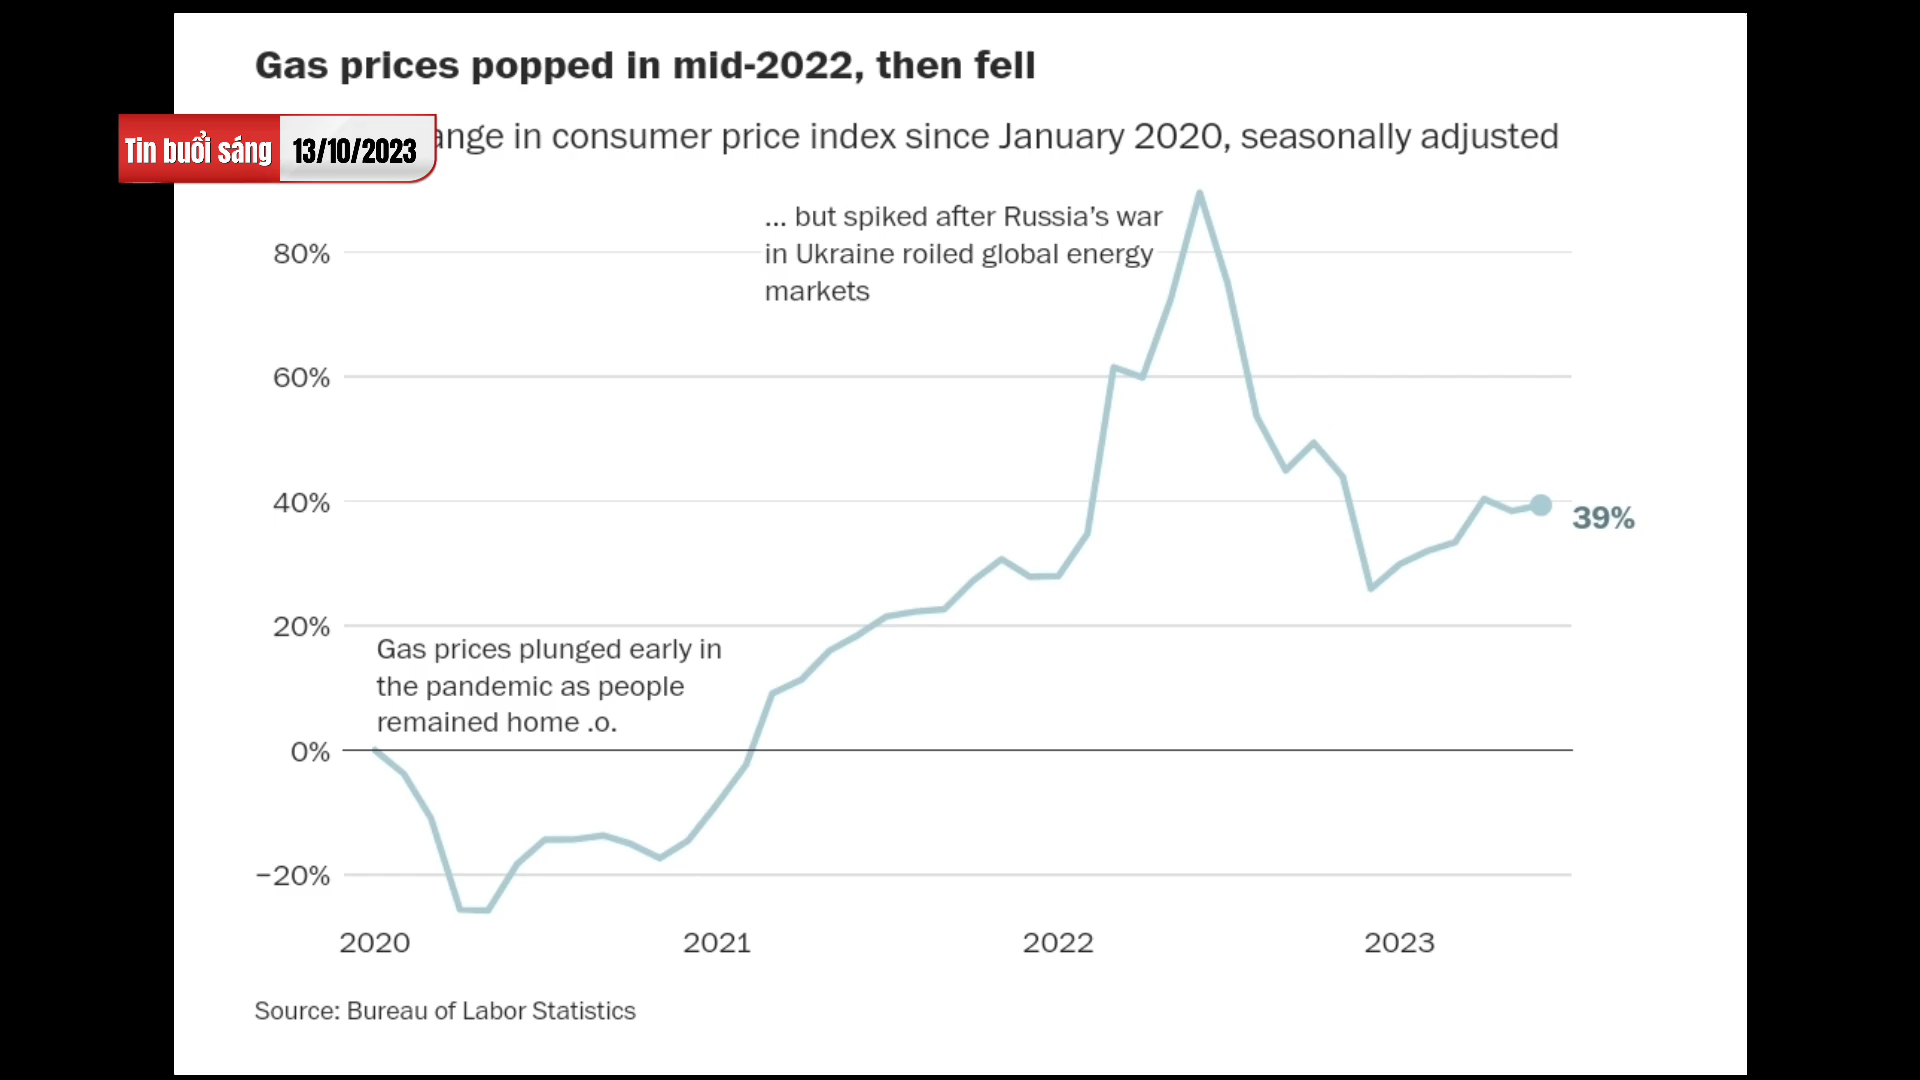 Gas prices popped in mid-2022, then fell
Tin buổi sáng 13/10/2023
ange in consumer price index since January 2020, seasonally adjusted
... but spiked after Russia’s war
in Ukraine roiled global energy
markets
80%
60%
40%
39%
20%
Gas prices plunged early in
the pandemic as people
remained home .o.
0%
−20%
2020 2021 2022 2023
Source: Bureau of Labor Statistics